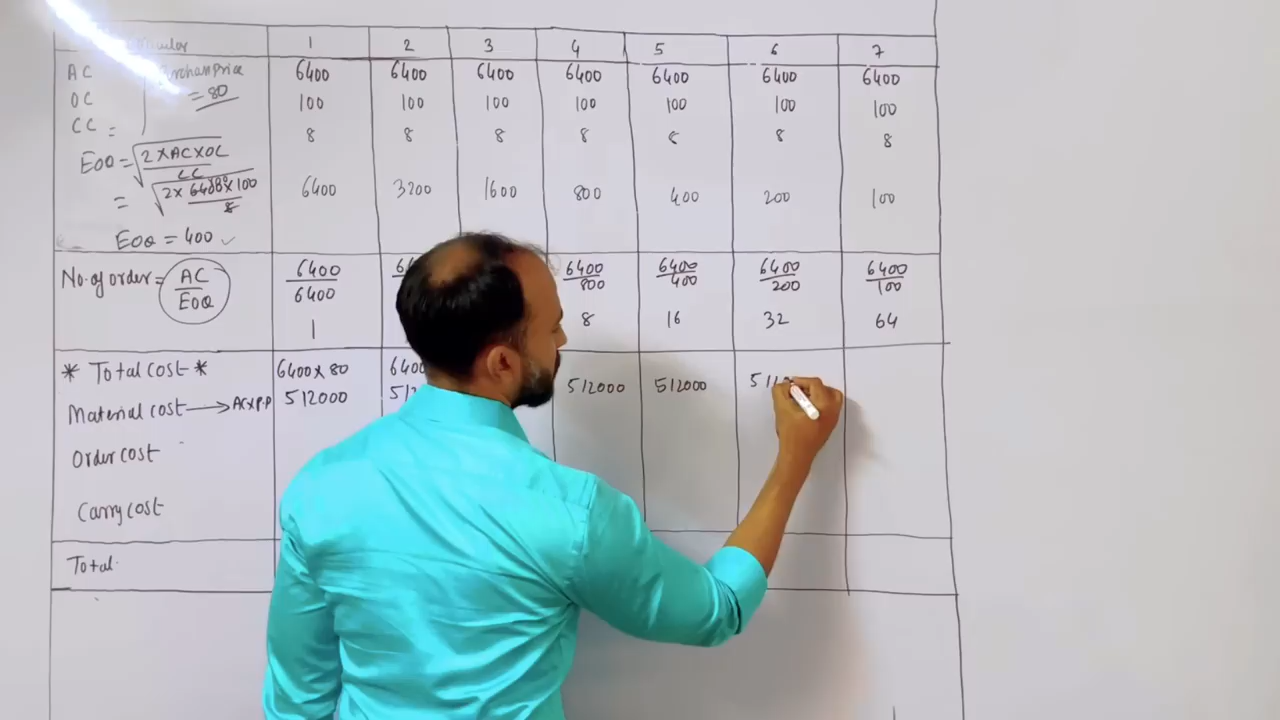 1 2 3 4 5 6 7
AC 6400 6400 6400 6400 6400 6400 6400
Price
= 80
OC 100 100 100 100 100 100 100
CC = 8 8 8 8 8 8 8
EOQ = √2 X AC X OC
CC
= √2 x 6400 x 100
8
6400 3200 1600 800 400 200 100
EOQ = 400 ✓
No. of order = AC 6400 6400 6400 6400 6400
EOQ 6400 800 400 200 100
1 8 16 32 64
* Total cost * 6400 x 80
Material cost → AC x P.P 512000 512000 512000
Order cost
Carry cost
Total